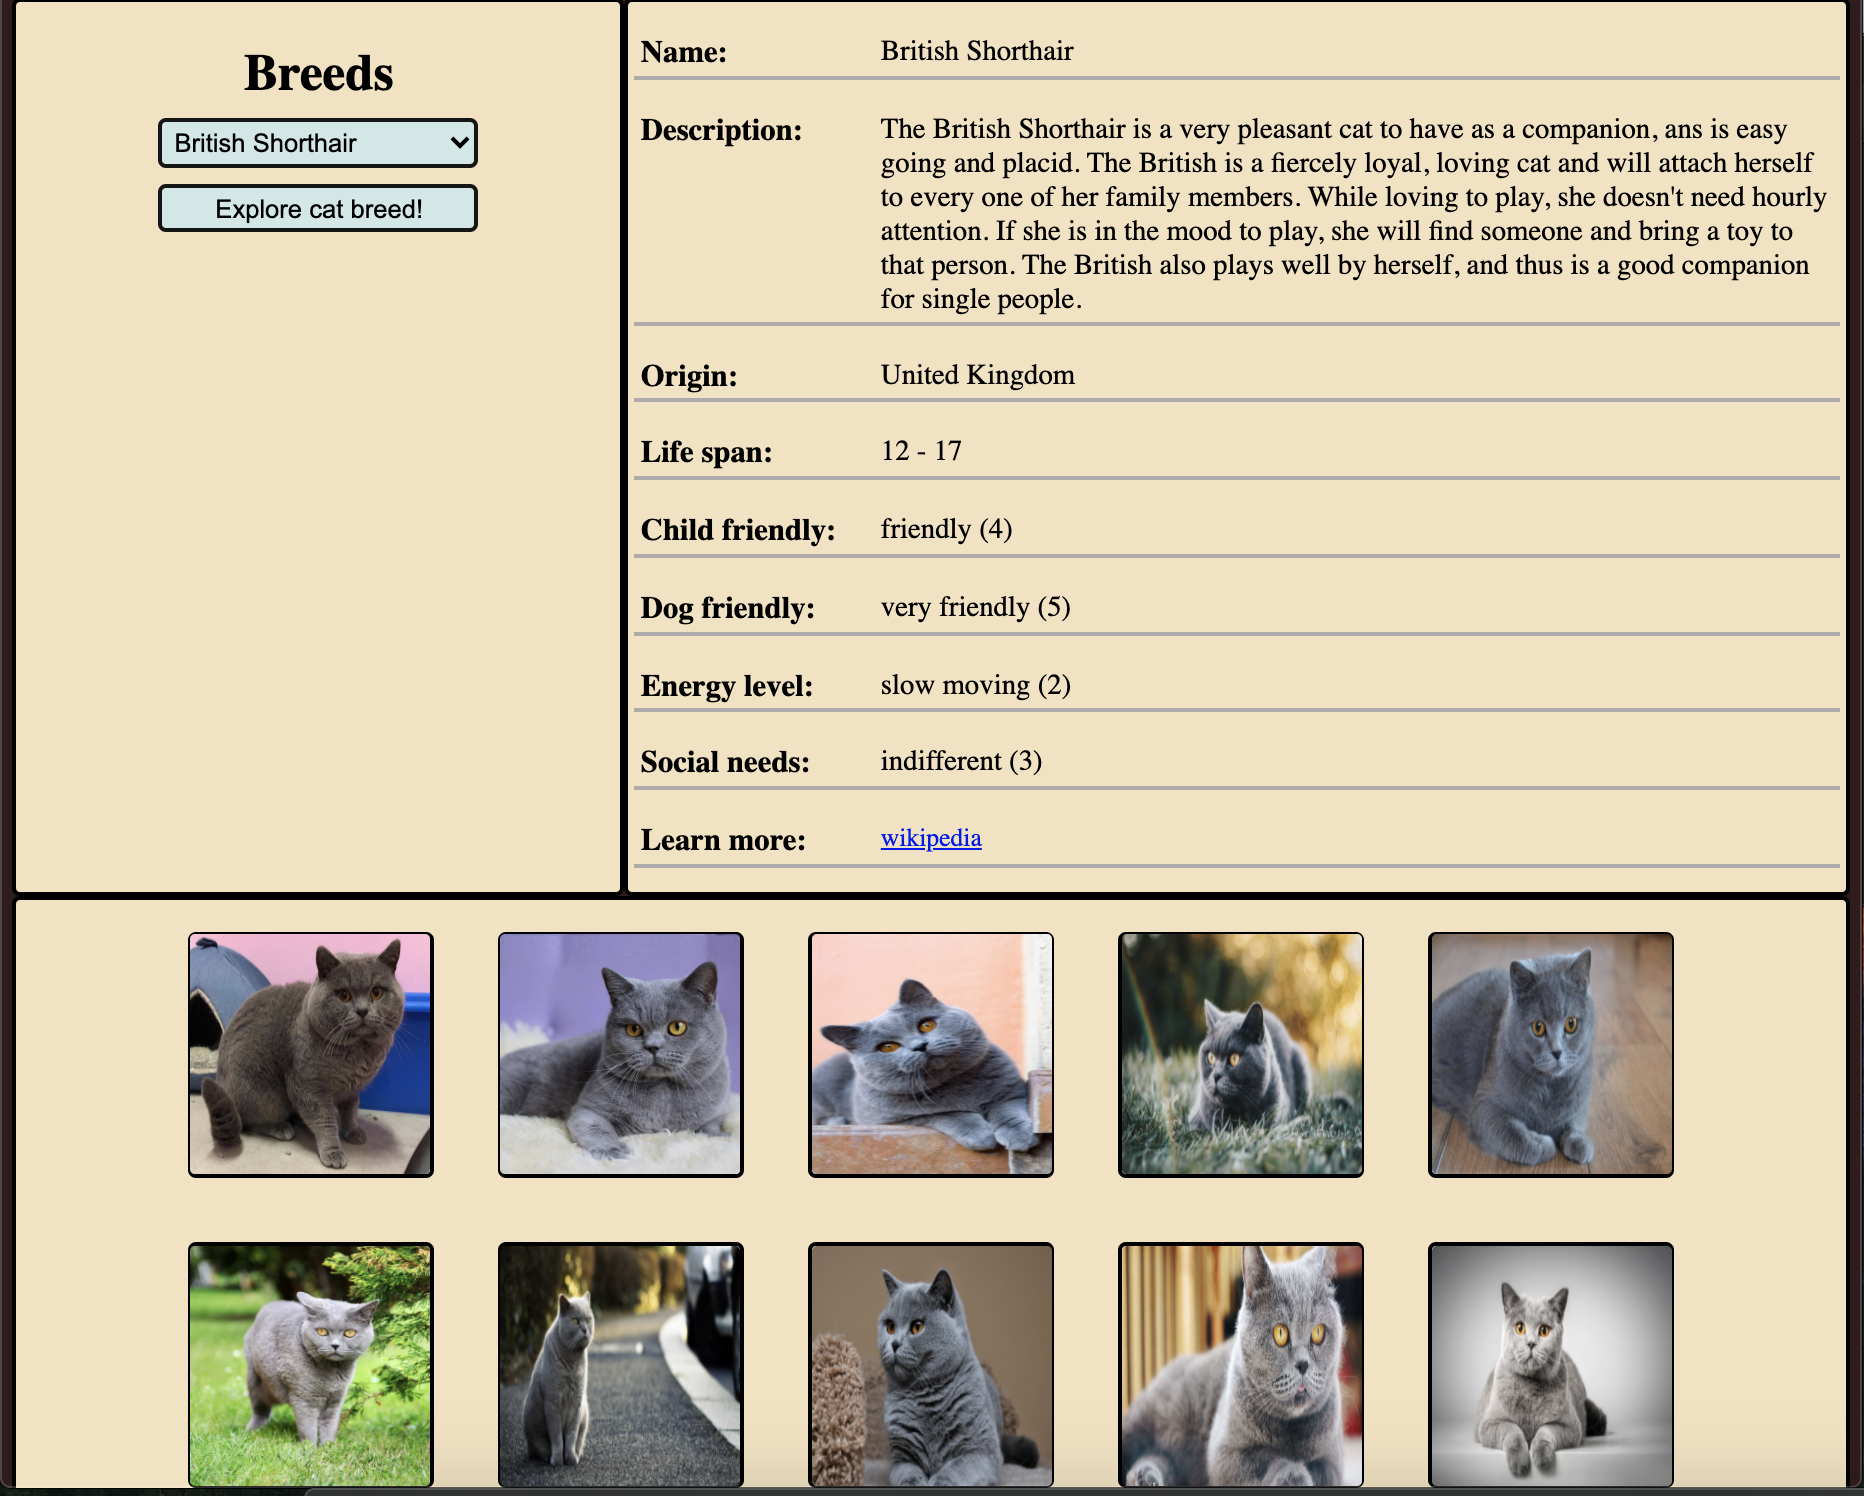 Breeds
British Shorthair
Explore cat breed!
Name: British Shorthair
Description: The British Shorthair is a very pleasant cat to have as a companion, ans is easy
going and placid. The British is a fiercely loyal, loving cat and will attach herself
to every one of her family members. While loving to play, she doesn't need hourly
attention. If she is in the mood to play, she will find someone and bring a toy to
that person. The British also plays well by herself, and thus is a good companion
for single people.
Origin: United Kingdom
Life span: 12 - 17
Child friendly: friendly (4)
Dog friendly: very friendly (5)
Energy level: slow moving (2)
Social needs: indifferent (3)
Learn more: wikipedia